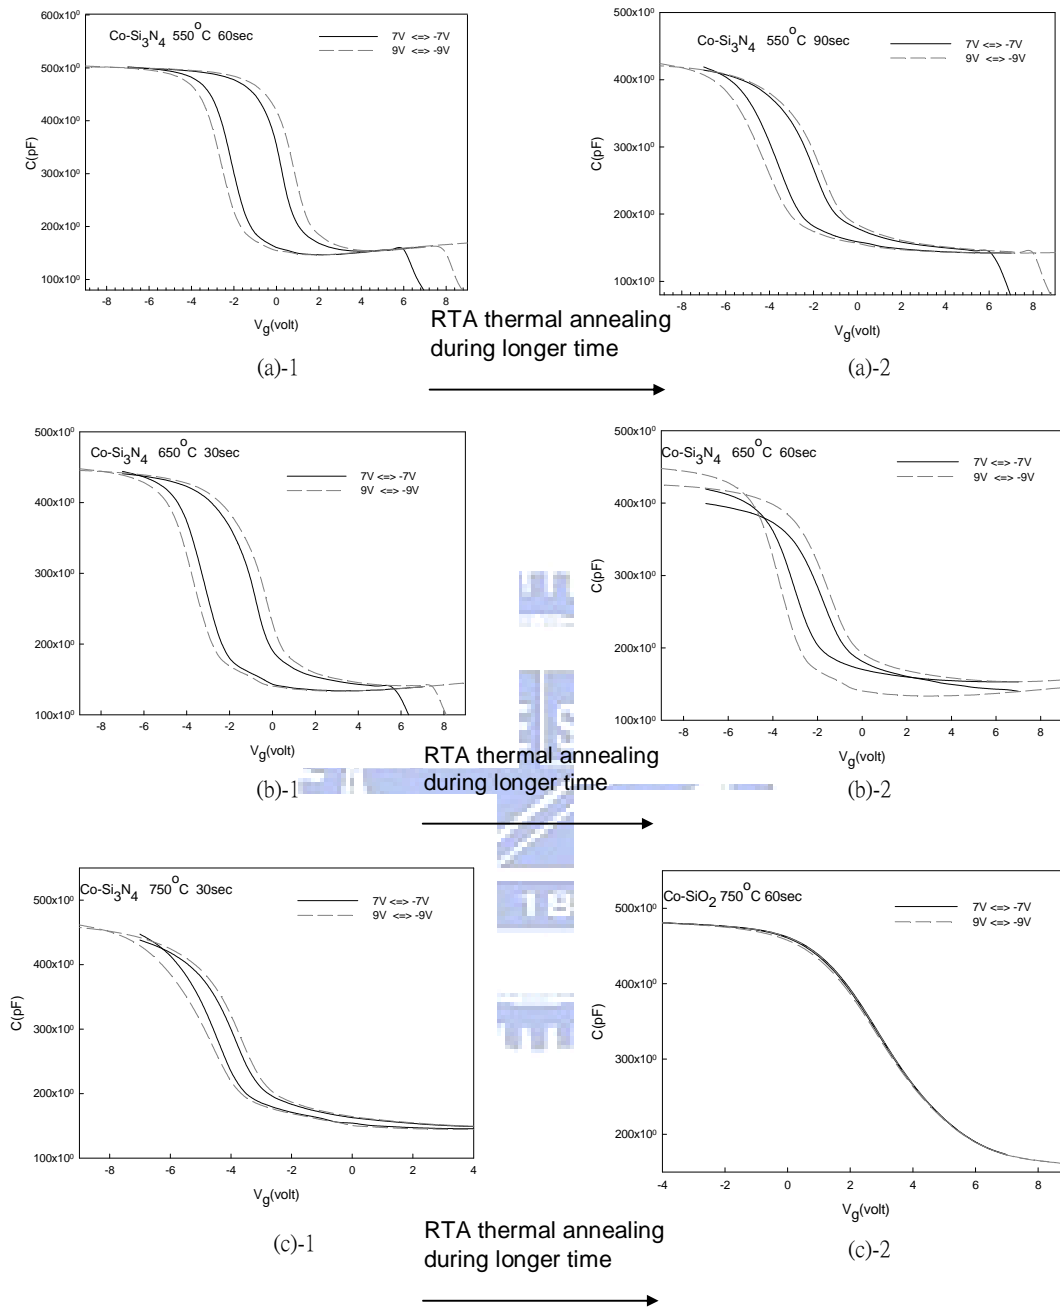 600x10⁰
500x10⁰
400x10⁰
300x10⁰
200x10⁰
100x10⁰
C(pF)
Co-Si₃N₄ 550°C 60sec
7V <=> -7V
9V <=> -9V
-8 -6 -4 -2 0 2 4 6 8
Vg(volt)
(a)-1
500x10⁰
400x10⁰
300x10⁰
200x10⁰
100x10⁰
C(pF)
Co-Si₃N₄ 550°C 90sec
7V <=> -7V
9V <=> -9V
-8 -6 -4 -2 0 2 4 6 8
Vg(volt)
(a)-2
RTA thermal annealing
during longer time
500x10⁰
400x10⁰
300x10⁰
200x10⁰
100x10⁰
C(pF)
Co-Si₃N₄ 650°C 30sec
7V <=> -7V
9V <=> -9V
-8 -6 -4 -2 0 2 4 6 8
Vg(volt)
(b)-1
500x10⁰
400x10⁰
300x10⁰
200x10⁰
100x10⁰
C(pF)
Co-Si₃N₄ 650°C 60sec
7V <=> -7V
9V <=> -9V
-8 -6 -4 -2 0 2 4 6 8
Vg(volt)
(b)-2
RTA thermal annealing
during longer time
500x10⁰
400x10⁰
300x10⁰
200x10⁰
100x10⁰
C(pF)
Co-Si₃N₄ 750°C 30sec
7V <=> -7V
9V <=> -9V
-8 -6 -4 -2 0 2 4
Vg(volt)
(c)-1
18
500x10⁰
400x10⁰
300x10⁰
200x10⁰
C(pF)
Co-SiO₂ 750°C 60sec
7V <=> -7V
9V <=> -9V
-4 -2 0 2 4 6 8
Vg(volt)
(c)-2
RTA thermal annealing
during longer time